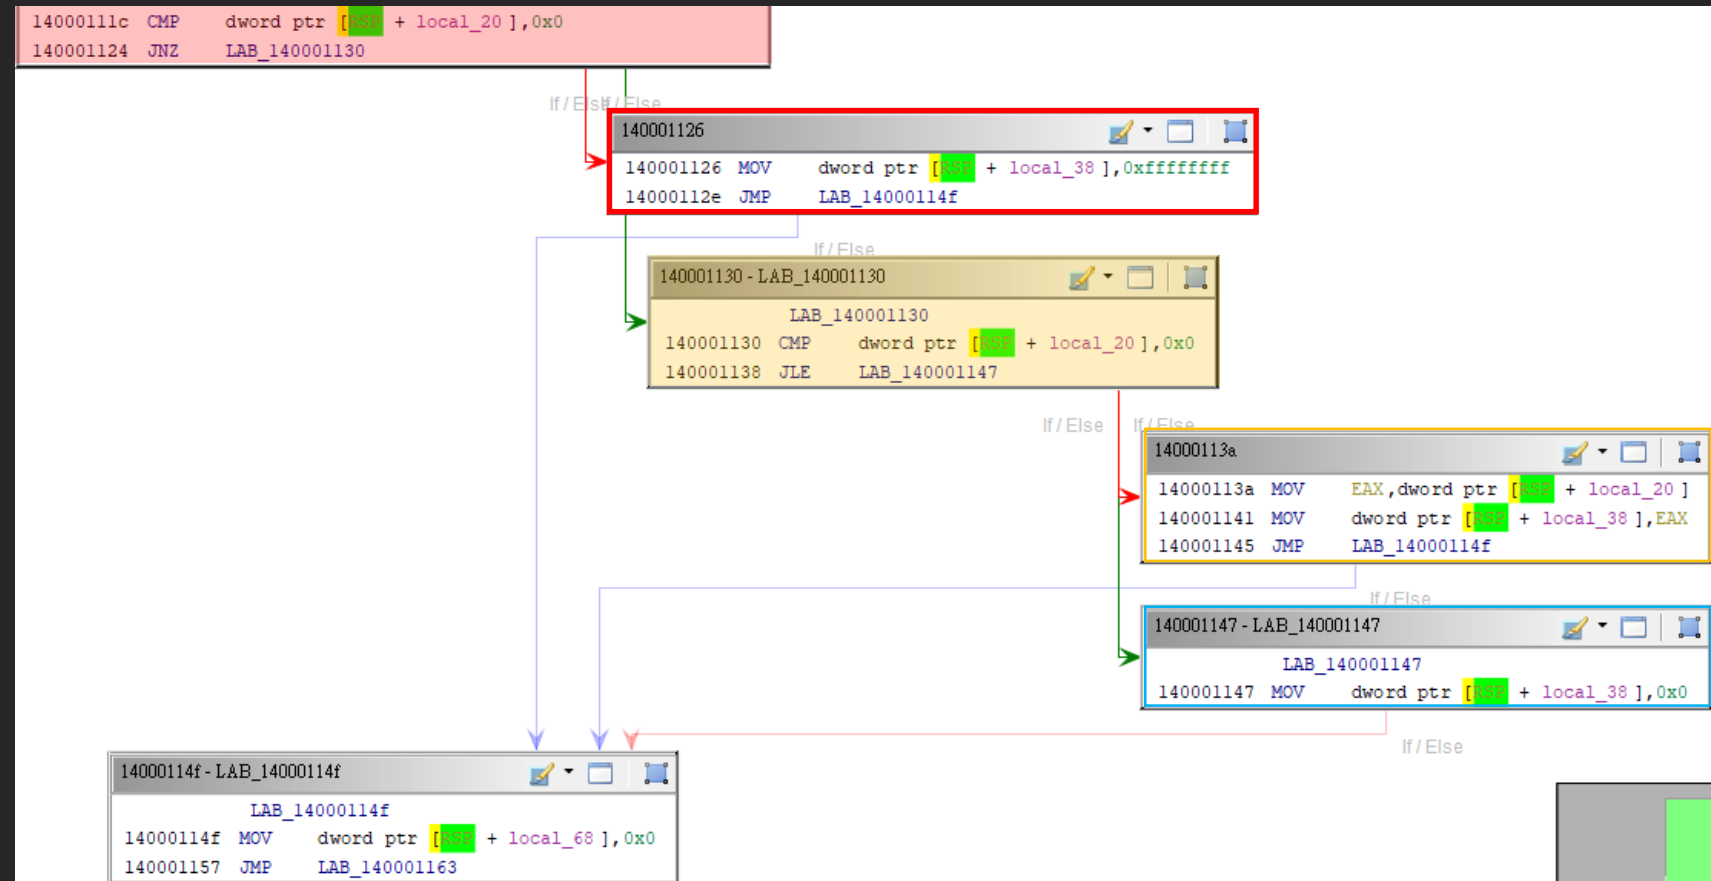 14000111c CMP dword ptr [RSP + local_20],0x0
140001124 JNZ LAB_140001130
If / Else If / Else
140001126
140001126 MOV dword ptr [RSP + local_38],0xffffffff
14000112e JMP LAB_14000114f
If / Else
140001130 - LAB_140001130
LAB_140001130
140001130 CMP dword ptr [RSP + local_20],0x0
140001138 JLE LAB_140001147
If / Else If / Else
14000113a
14000113a MOV EAX,dword ptr [RSP + local_20]
140001141 MOV dword ptr [RSP + local_38],EAX
140001145 JMP LAB_14000114f
If / Else
140001147 - LAB_140001147
LAB_140001147
140001147 MOV dword ptr [RSP + local_38],0x0
If / Else
14000114f - LAB_14000114f
LAB_14000114f
14000114f MOV dword ptr [RSP + local_68],0x0
140001157 JMP LAB_140001163